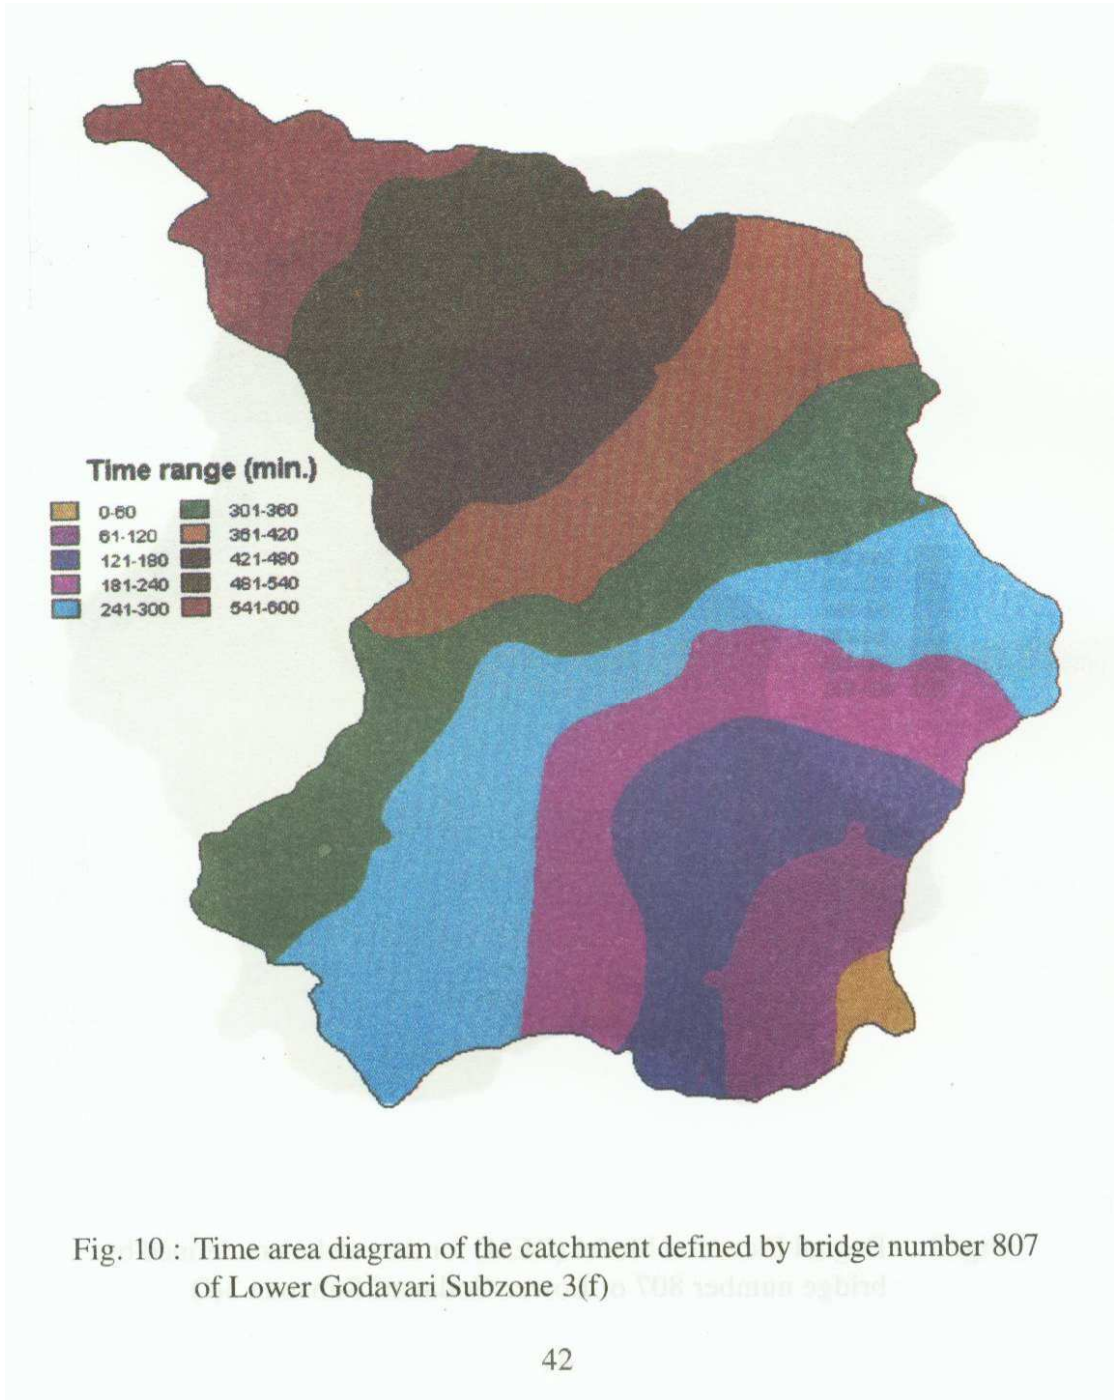 Time range (min.)
0-60 301-360
61-120 361-420
121-180 421-480
181-240 481-540
241-300 541-600
Fig. 10 : Time area diagram of the catchment defined by bridge number 807
of Lower Godavari Subzone 3(f)
42